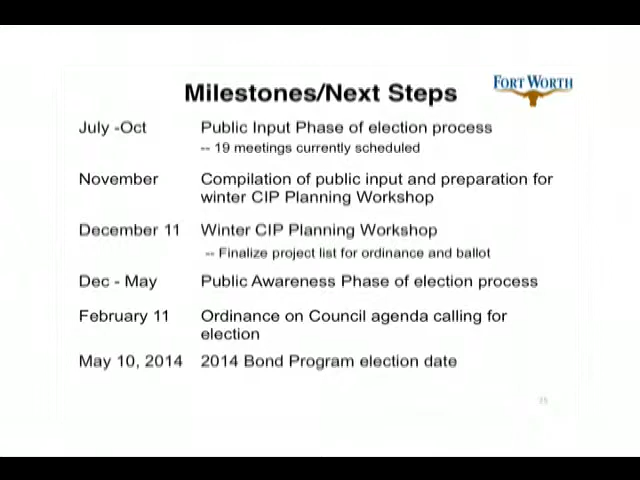 FORT WORTH
Milestones/Next Steps
July -Oct Public Input Phase of election process
-- 19 meetings currently scheduled
November Compilation of public input and preparation for
winter CIP Planning Workshop
December 11 Winter CIP Planning Workshop
-- Finalize project list for ordinance and ballot
Dec - May Public Awareness Phase of election process
February 11 Ordinance on Council agenda calling for
election
May 10, 2014 2014 Bond Program election date